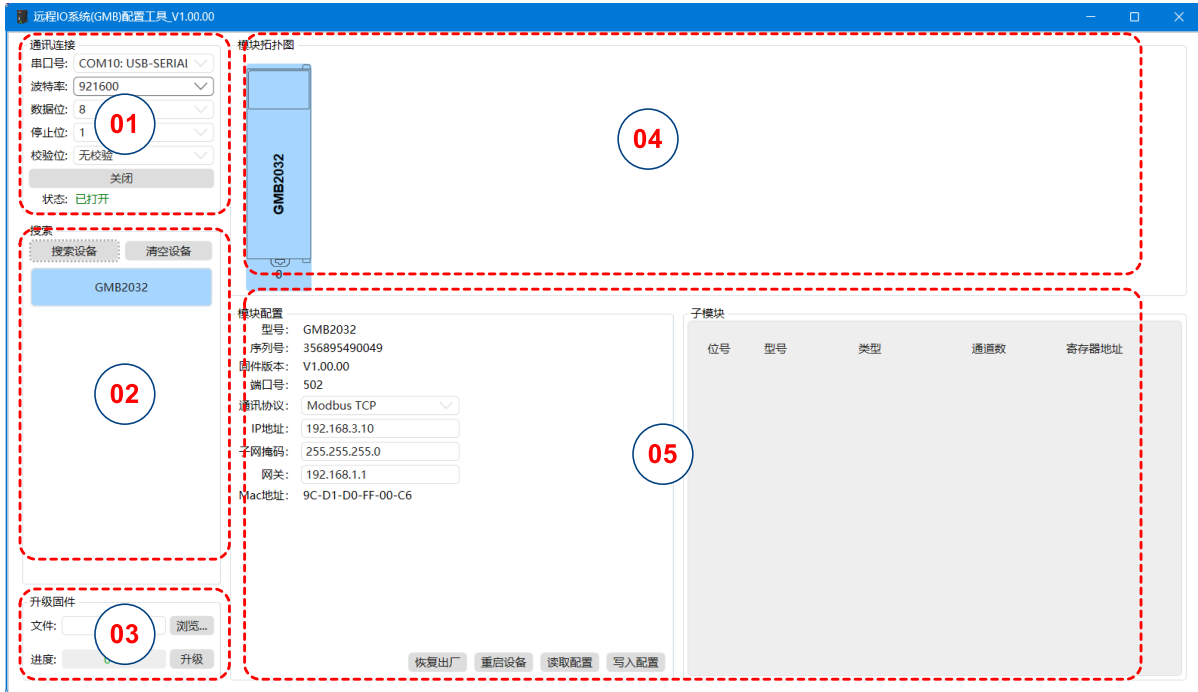 远程IO系统(GMB)配置工具_V1.00.00
通讯连接
串口号: COM10: USB-SERIAL
波特率: 921600
数据位: 8
停止位: 1
校验位: 无校验
关闭
状态: 已打开
01
搜索
搜索设备 清空设备
GMB2032
02
升级固件
文件: 浏览...
进度: 升级
03
模块拓扑图
GMB2032
0
04
模块配置
型号: GMB2032
序列号: 356895490049
固件版本: V1.00.00
端口号: 502
通讯协议: Modbus TCP
IP地址: 192.168.3.10
子网掩码: 255.255.255.0
网关: 192.168.1.1
Mac地址: 9C-D1-D0-FF-00-C6
恢复出厂 重启设备 读取配置 写入配置
05
子模块
位号 型号 类型 通道数 寄存器地址